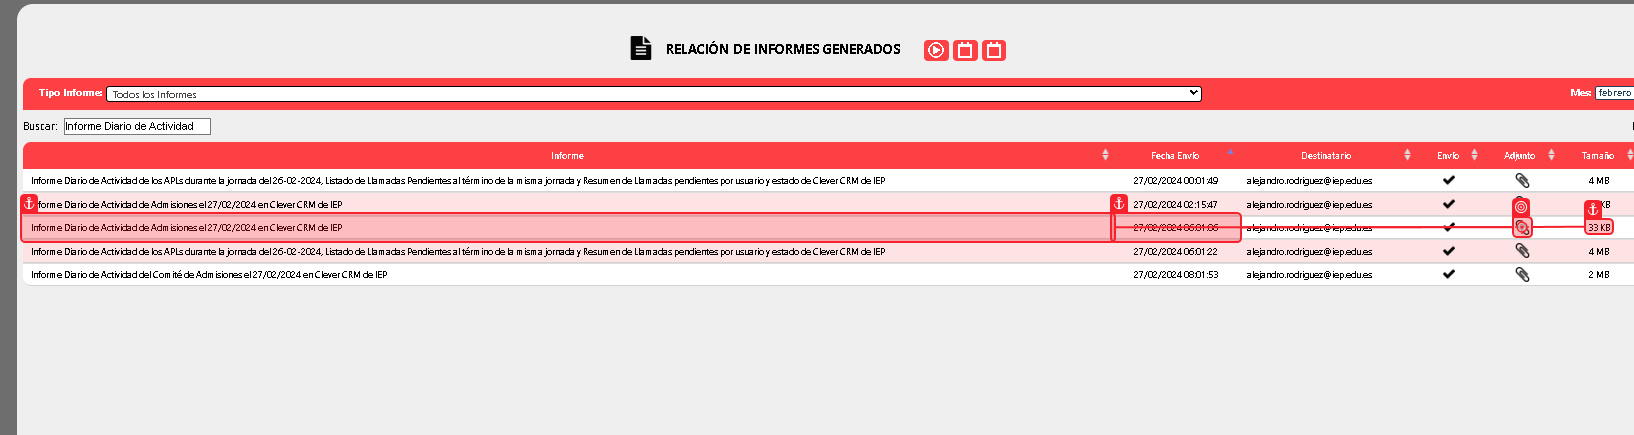 RELACIÓN DE INFORMES GENERADOS
Tipo Informe: Todos los Informes Mes: febrero
Buscar: Informe Diario de Actividad
Informe Fecha Envío Destinatario Envío Adjunto Tamaño
Informe Diario de Actividad de los APLs durante la jornada del 26-02-2024, Listado de Llamadas Pendientes al término de la misma jornada y Resumen de Llamadas pendientes por usuario y estado de Clever CRM de IEP 27/02/2024 00:01:49 alejandro.rodriguez@iep.edu.es 4 MB
forme Diario de Actividad de Admisiones el 27/02/2024 en Clever CRM de IEP 27/02/2024 02:15:47 alejandro.rodriguez@iep.edu.es KB
Informe Diario de Actividad de Admisiones el 27/02/2024 en Clever CRM de IEP 27/02/2024 06:01:06 alejandro.rodriguez@iep.edu.es 33 KB
Informe Diario de Actividad de los APLs durante la jornada del 26-02-2024, Listado de Llamadas Pendientes al término de la misma jornada y Resumen de Llamadas pendientes por usuario y estado de Clever CRM de IEP 27/02/2024 06:01:22 alejandro.rodriguez@iep.edu.es 4 MB
Informe Diario de Actividad del Comité de Admisiones el 27/02/2024 en Clever CRM de IEP 27/02/2024 08:01:53 alejandro.rodriguez@iep.edu.es 2 MB